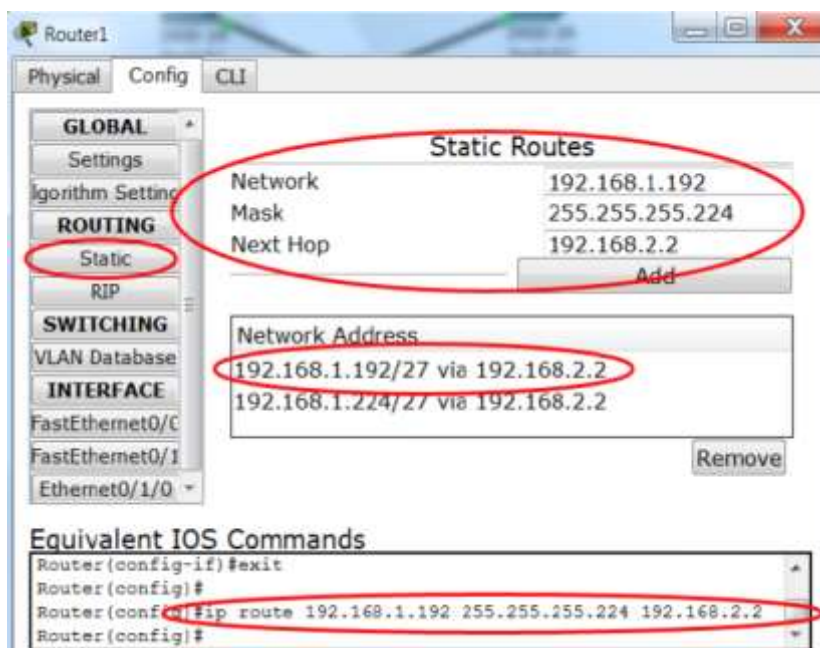 Router1
Physical Config CLI
GLOBAL
Settings
lgorithm Setting
ROUTING
Static
RIP
SWITCHING
VLAN Database
INTERFACE
FastEthernet0/0
FastEthernet0/1
Ethernet0/1/0
Static Routes
Network 192.168.1.192
Mask 255.255.255.224
Next Hop 192.168.2.2
Add
Network Address
192.168.1.192/27 via 192.168.2.2
192.168.1.224/27 via 192.168.2.2
Remove
Equivalent IOS Commands
Router(config-if)#exit
Router(config)#
Router(config)#ip route 192.168.1.192 255.255.255.224 192.168.2.2
Router(config)#